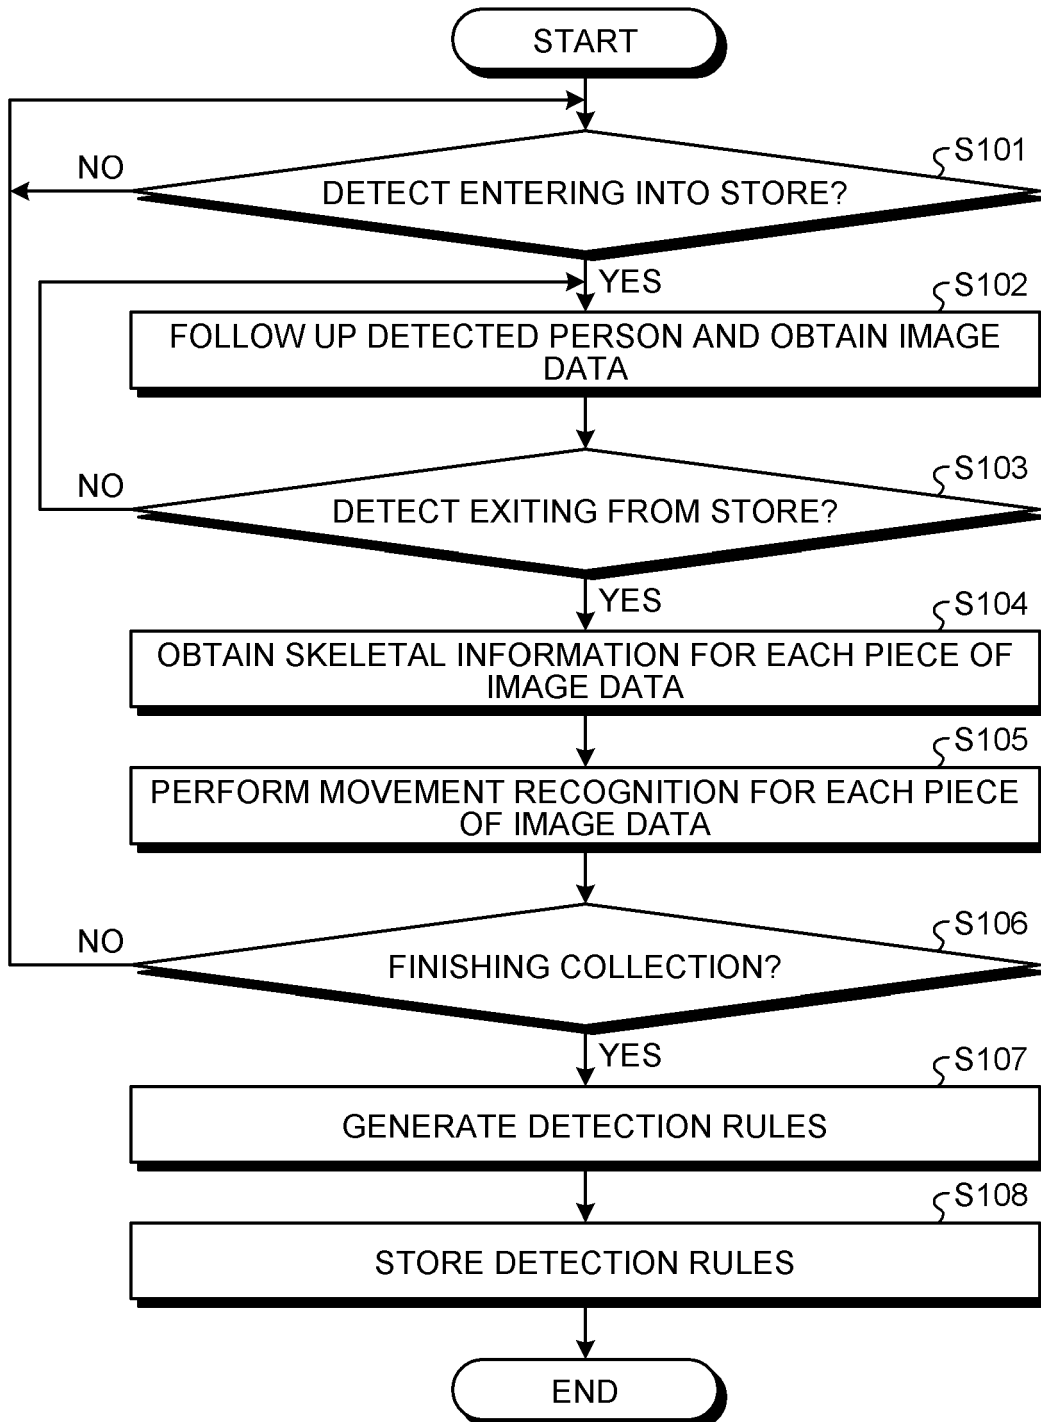 START
NO
S101
DETECT ENTERING INTO STORE?
YES
S102
FOLLOW UP DETECTED PERSON AND OBTAIN IMAGE
DATA
NO
S103
DETECT EXITING FROM STORE?
YES
S104
OBTAIN SKELETAL INFORMATION FOR EACH PIECE OF
IMAGE DATA
S105
PERFORM MOVEMENT RECOGNITION FOR EACH PIECE
OF IMAGE DATA
NO
S106
FINISHING COLLECTION?
YES
S107
GENERATE DETECTION RULES
S108
STORE DETECTION RULES
END